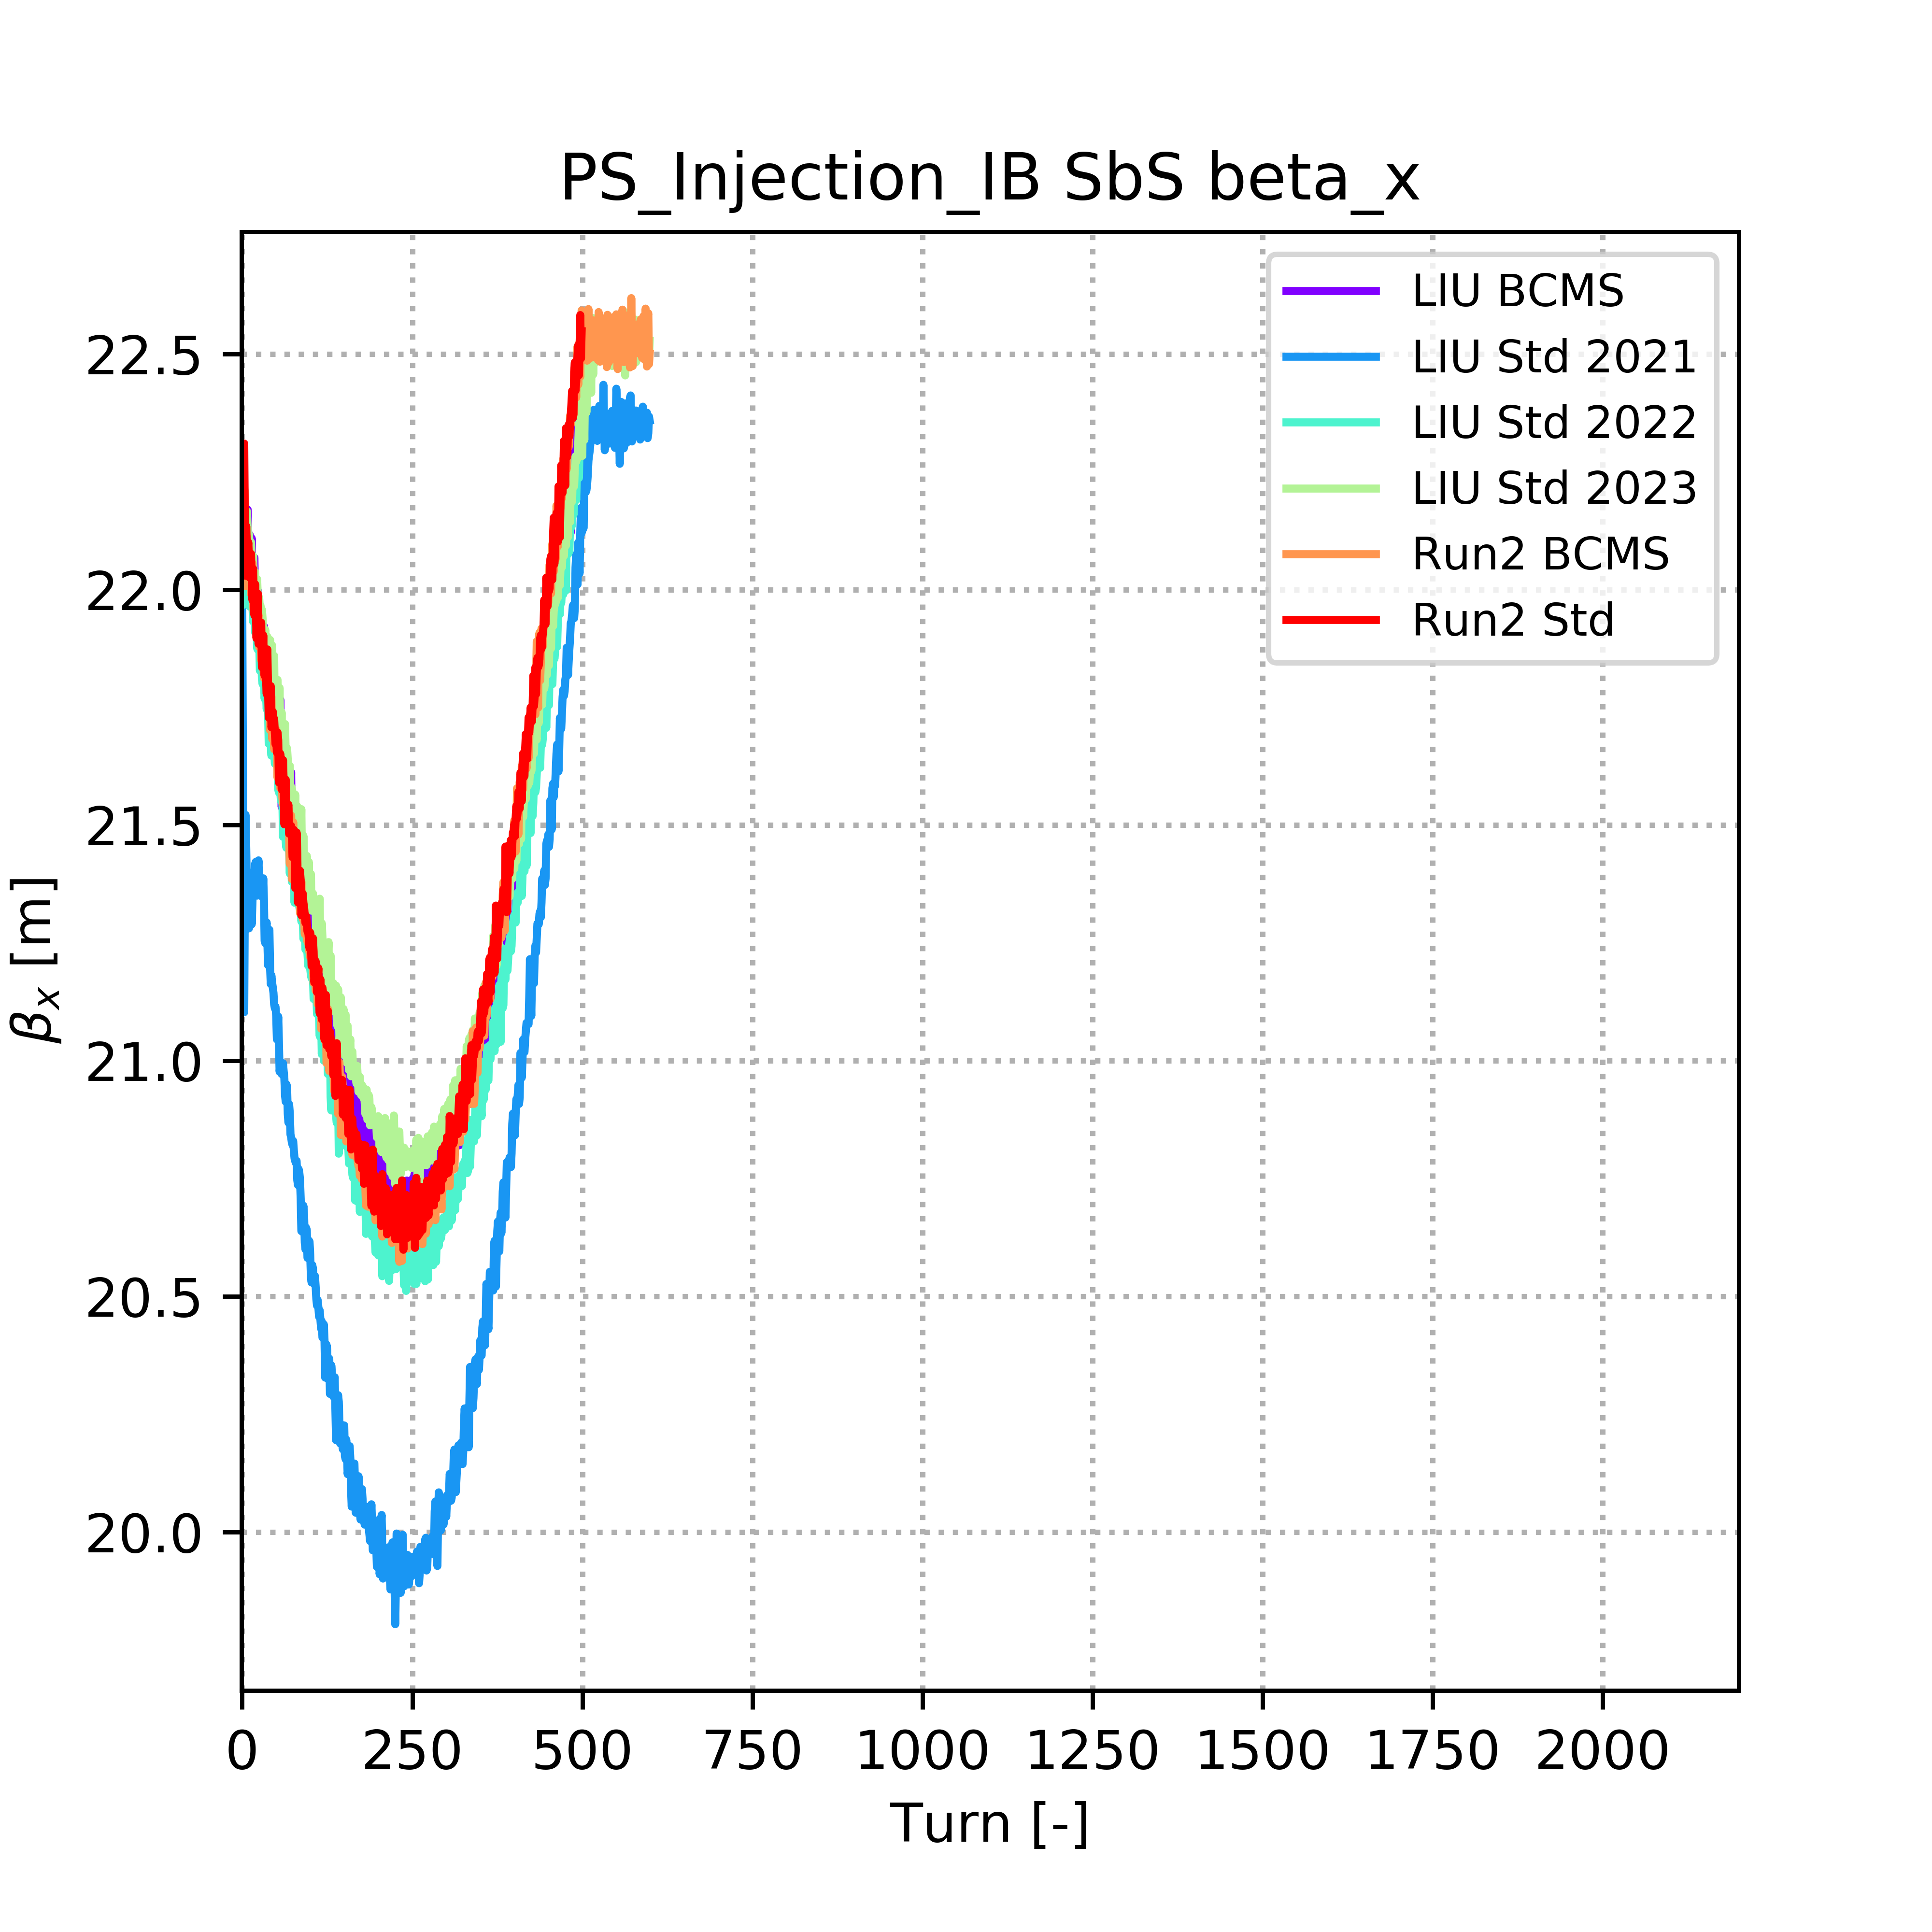 PS_Injection_IB SbS beta_x
LIU BCMS
LIU Std 2021
LIU Std 2022
LIU Std 2023
Run2 BCMS
Run2 Std
22.5
22.0
21.5
21.0
20.5
20.0
βx [m]
0 250 500 750 1000 1250 1500 1750 2000
Turn [-]